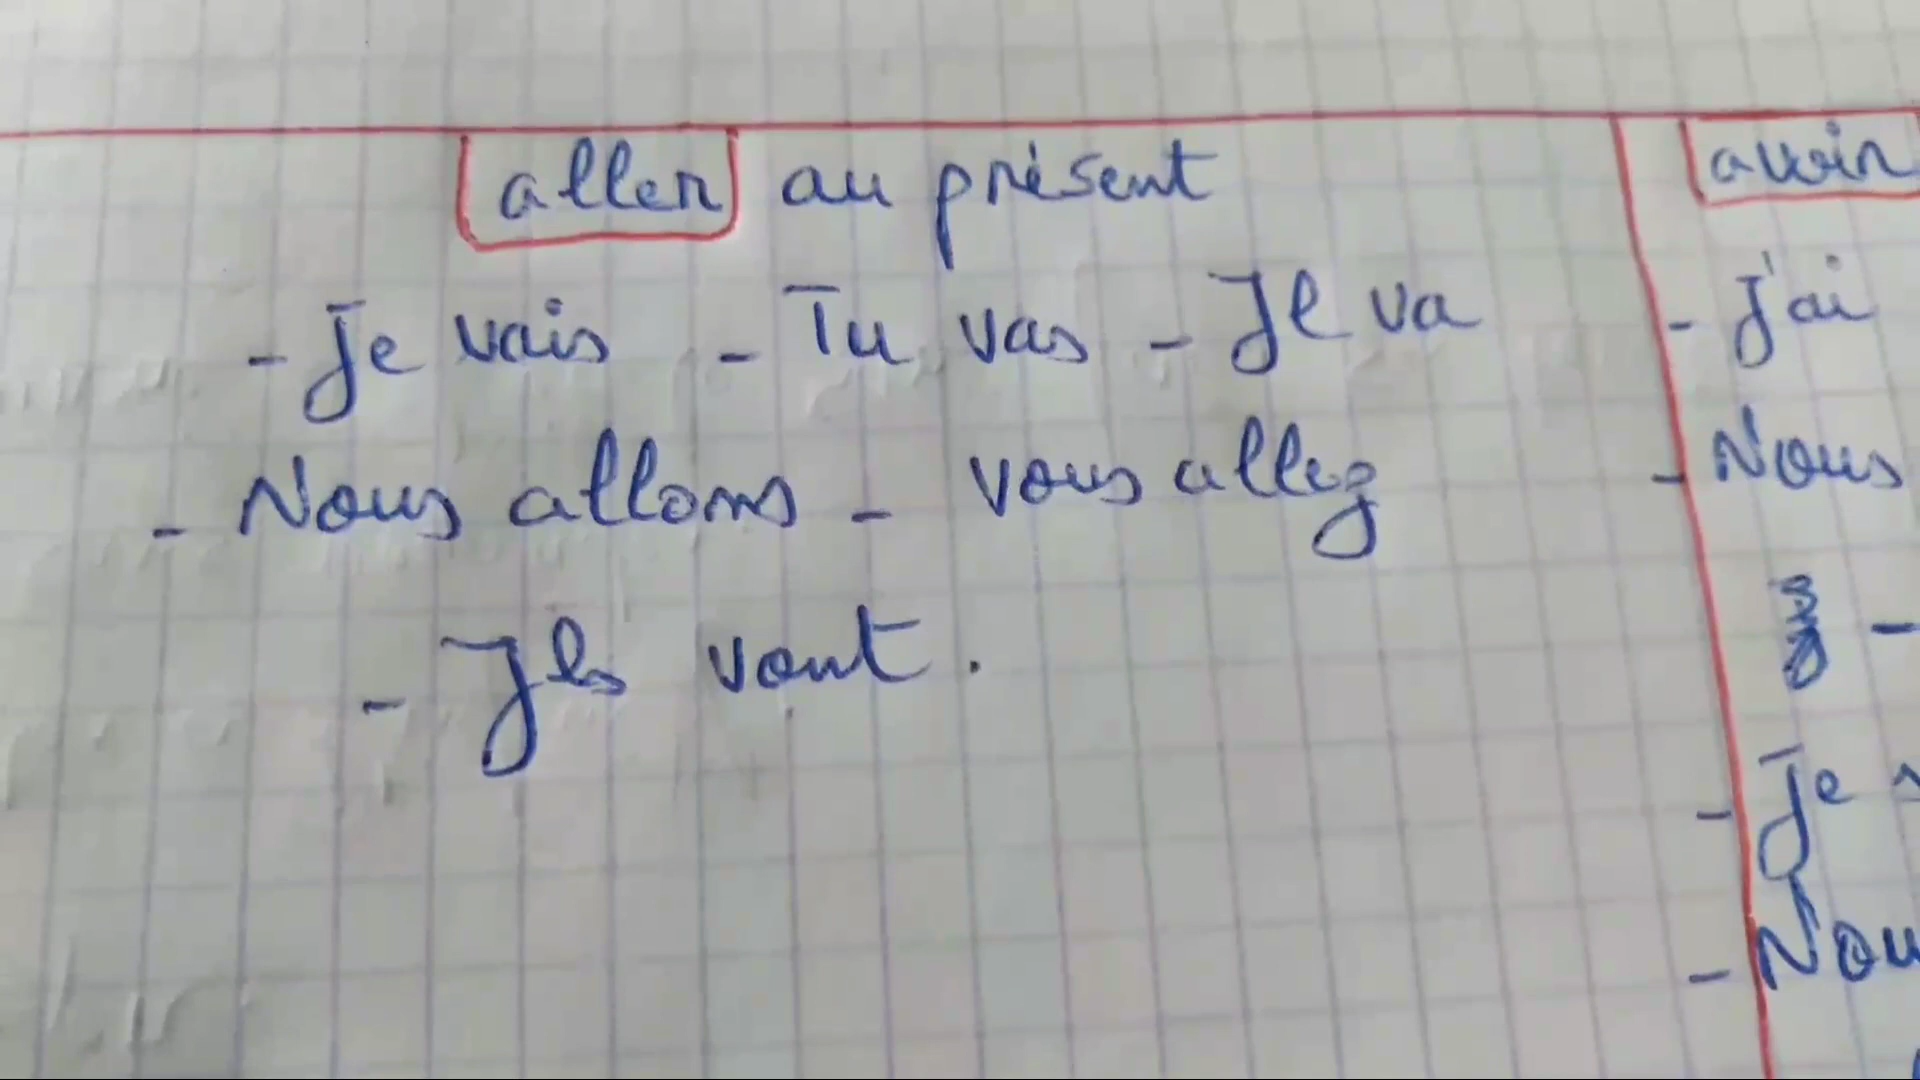 aller au présent
- Je vais - Tu vas - Il va
- Nous allons - vous allez
- Ils vont.
avoir
- J'ai
- Nous
- Je
- Nou